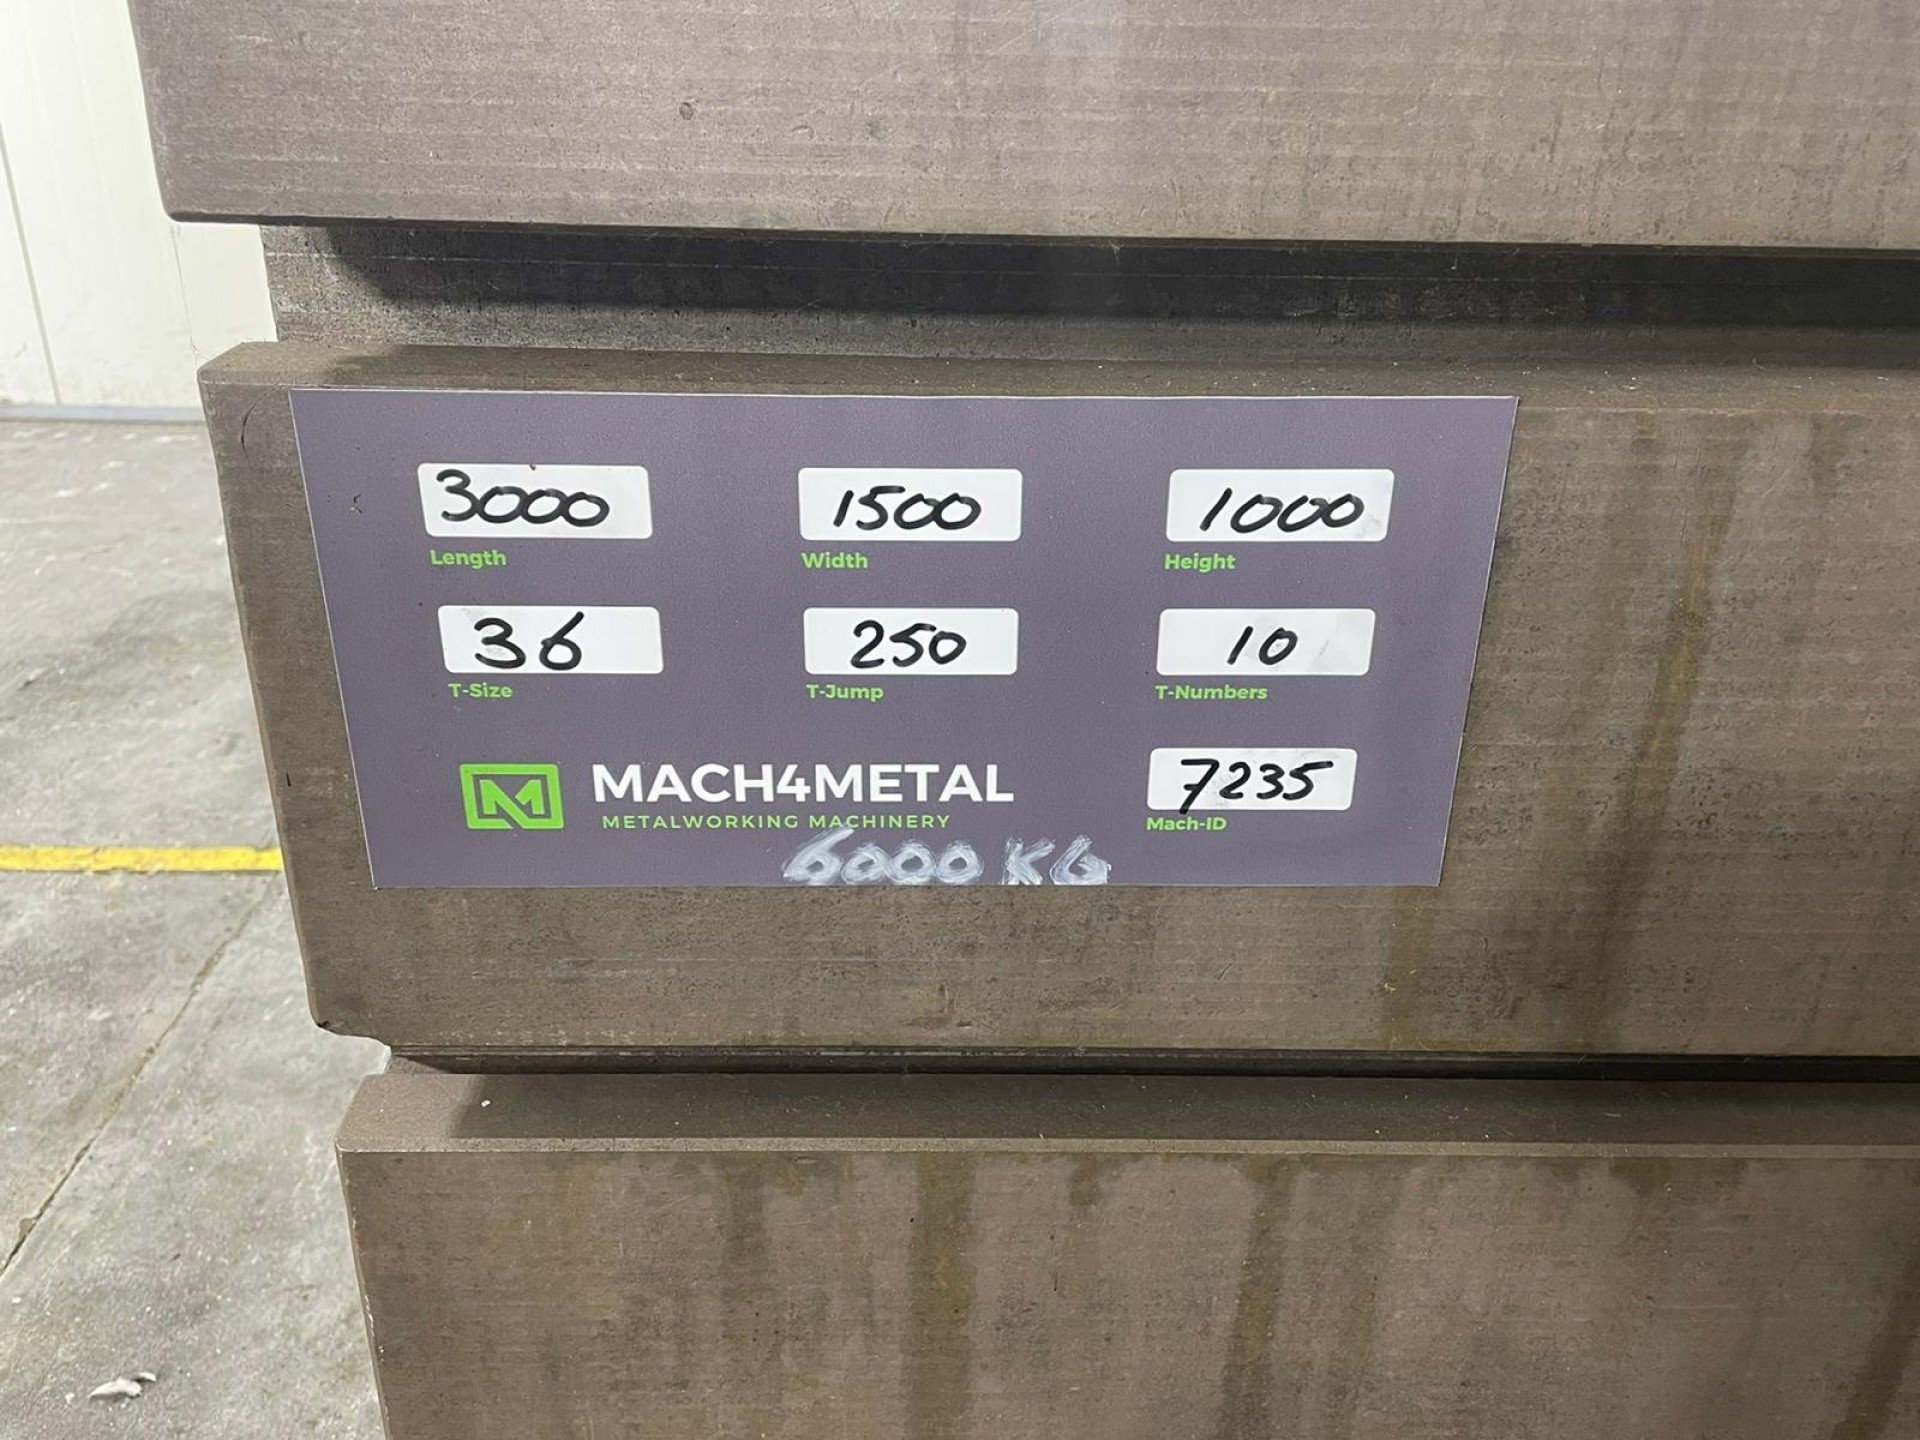 3000 1500 1000
Length Width Height
36 250 10
T-Size T-Jump T-Numbers
MACH4METAL 7235
METALWORKING MACHINERY Mach-ID
6000 KG